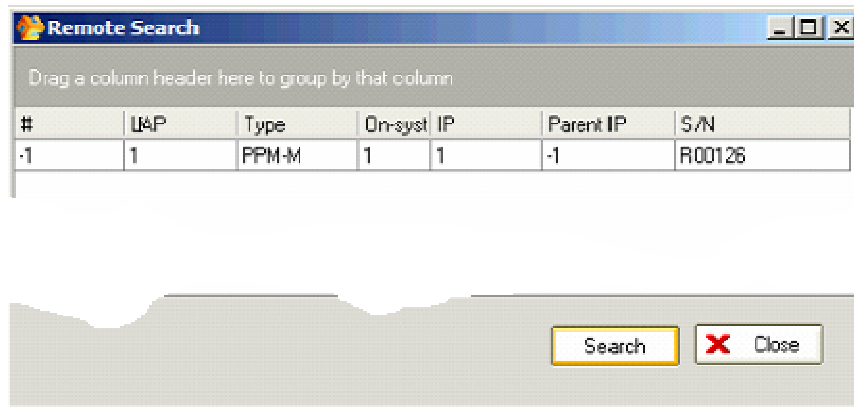 Remote Search
Drag a column header here to group by that column
# UAP Type On-syst IP Parent IP S/N
-1 1 PPM-M 1 1 -1 R00126
Search Close